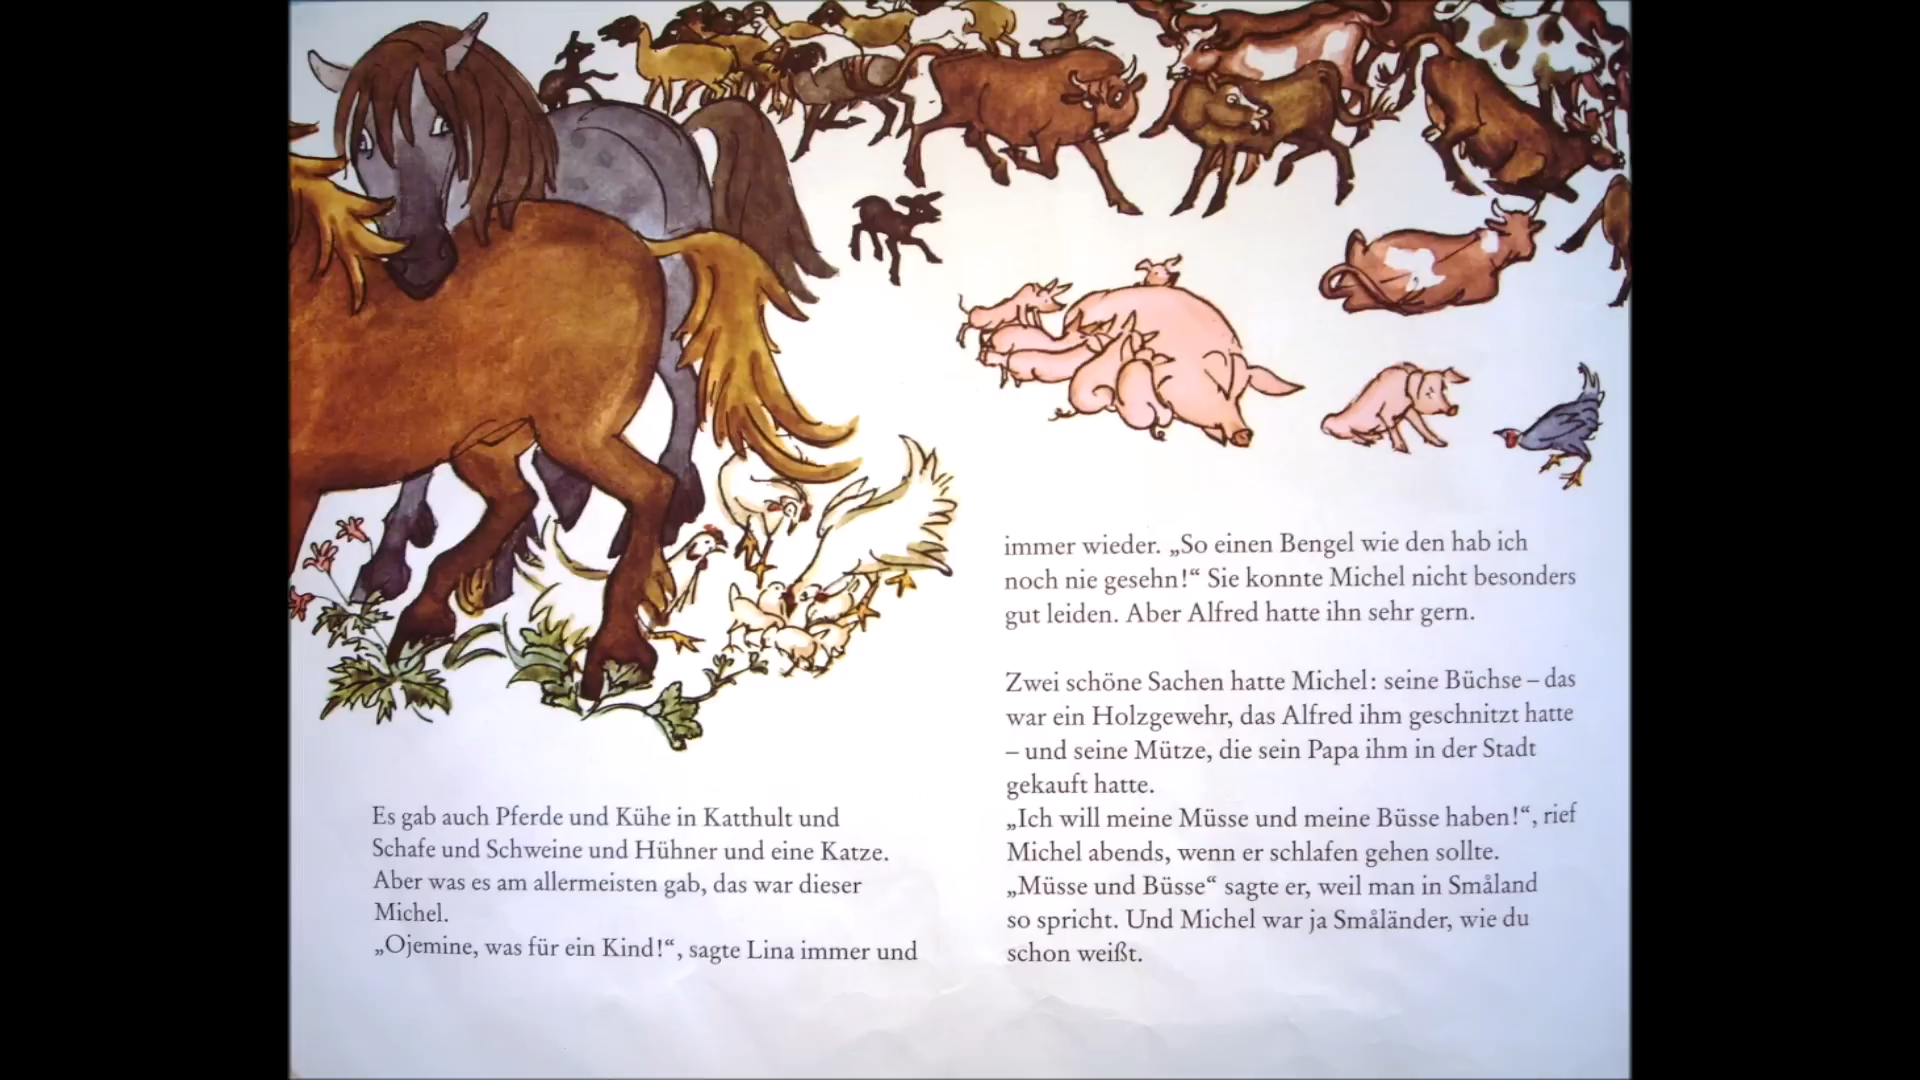 Es gab auch Pferde und Kühe in Katthult und
Schafe und Schweine und Hühner und eine Katze.
Aber was es am allermeisten gab, das war dieser
Michel.
„Ojemine, was für ein Kind!“, sagte Lina immer und
immer wieder. „So einen Bengel wie den hab ich
noch nie gesehn!“ Sie konnte Michel nicht besonders
gut leiden. Aber Alfred hatte ihn sehr gern.
Zwei schöne Sachen hatte Michel: seine Büchse – das
war ein Holzgewehr, das Alfred ihm geschnitzt hatte
– und seine Mütze, die sein Papa ihm in der Stadt
gekauft hatte.
„Ich will meine Müsse und meine Büsse haben!“, rief
Michel abends, wenn er schlafen gehen sollte.
„Müsse und Büsse“ sagte er, weil man in Småland
so spricht. Und Michel war ja Småländer, wie du
schon weißt.